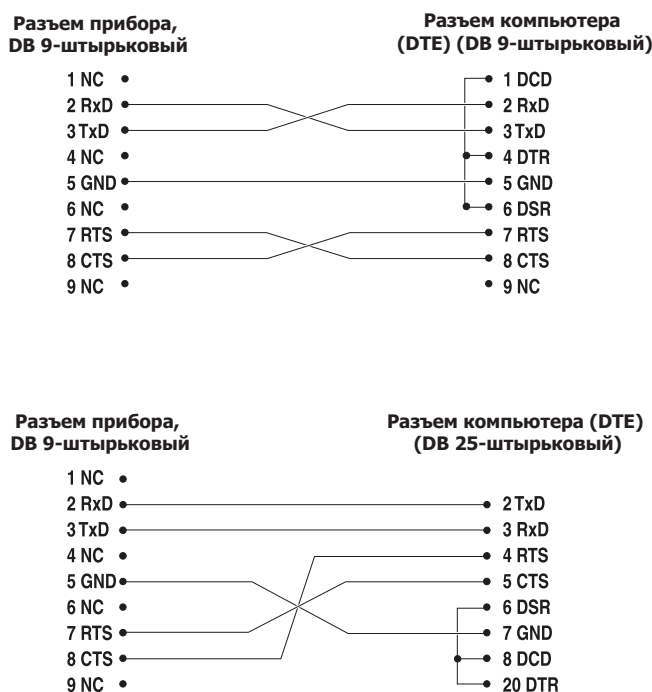 Разъем прибора,
DB 9-штырьковый
Разъем компьютера
(DTE) (DB 9-штырьковый)
1 NC
2 RxD
3 TxD
4 NC
5 GND
6 NC
7 RTS
8 CTS
9 NC
1 DCD
2 RxD
3 TxD
4 DTR
5 GND
6 DSR
7 RTS
8 CTS
9 NC
Разъем прибора,
DB 9-штырьковый
Разъем компьютера (DTE)
(DB 25-штырьковый)
1 NC
2 RxD
3 TxD
4 NC
5 GND
6 NC
7 RTS
8 CTS
9 NC
2 TxD
3 RxD
4 RTS
5 CTS
6 DSR
7 GND
8 DCD
20 DTR